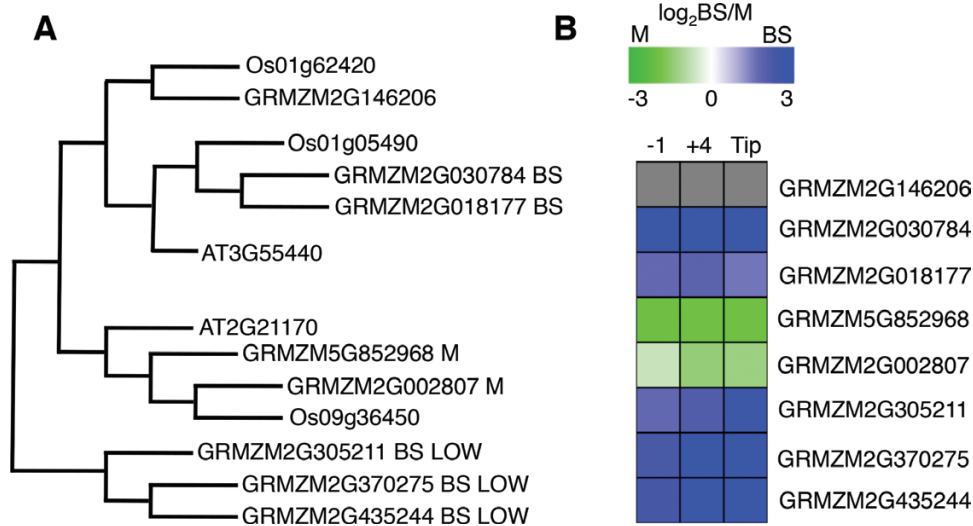 A
Os01g62420
GRMZM2G146206
Os01g05490
GRMZM2G030784 BS
GRMZM2G018177 BS
AT3G55440
AT2G21170
GRMZM5G852968 M
GRMZM2G002807 M
Os09g36450
GRMZM2G305211 BS LOW
GRMZM2G370275 BS LOW
GRMZM2G435244 BS LOW
B
log₂BS/M
M BS
-3 0 3
-1 +4 Tip
GRMZM2G146206
GRMZM2G030784
GRMZM2G018177
GRMZM5G852968
GRMZM2G002807
GRMZM2G305211
GRMZM2G370275
GRMZM2G435244